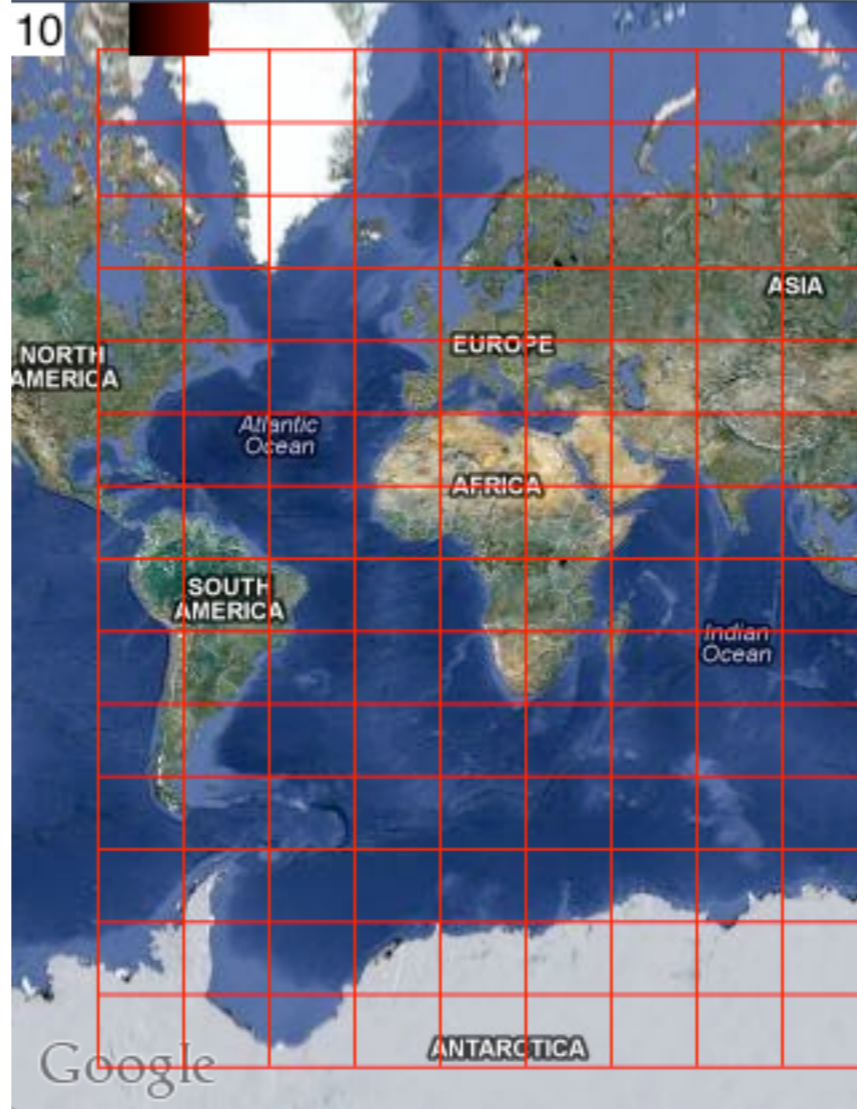 10
ASIA
EUROPE
NORTH
AMERICA
Atlantic
Ocean
AFRICA
SOUTH
AMERICA
Indian
Ocean
ANTARCTICA
Google